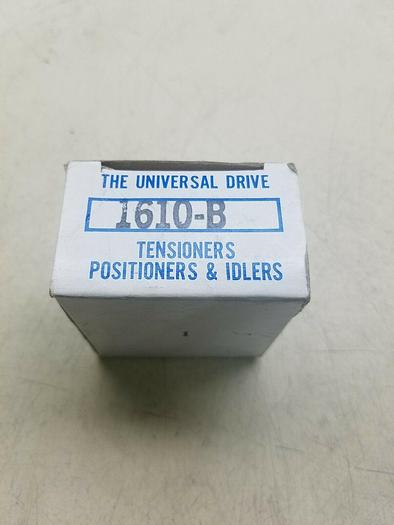 THE UNIVERSAL DRIVE
1610-B
TENSIONERS
POSITIONERS & IDLERS